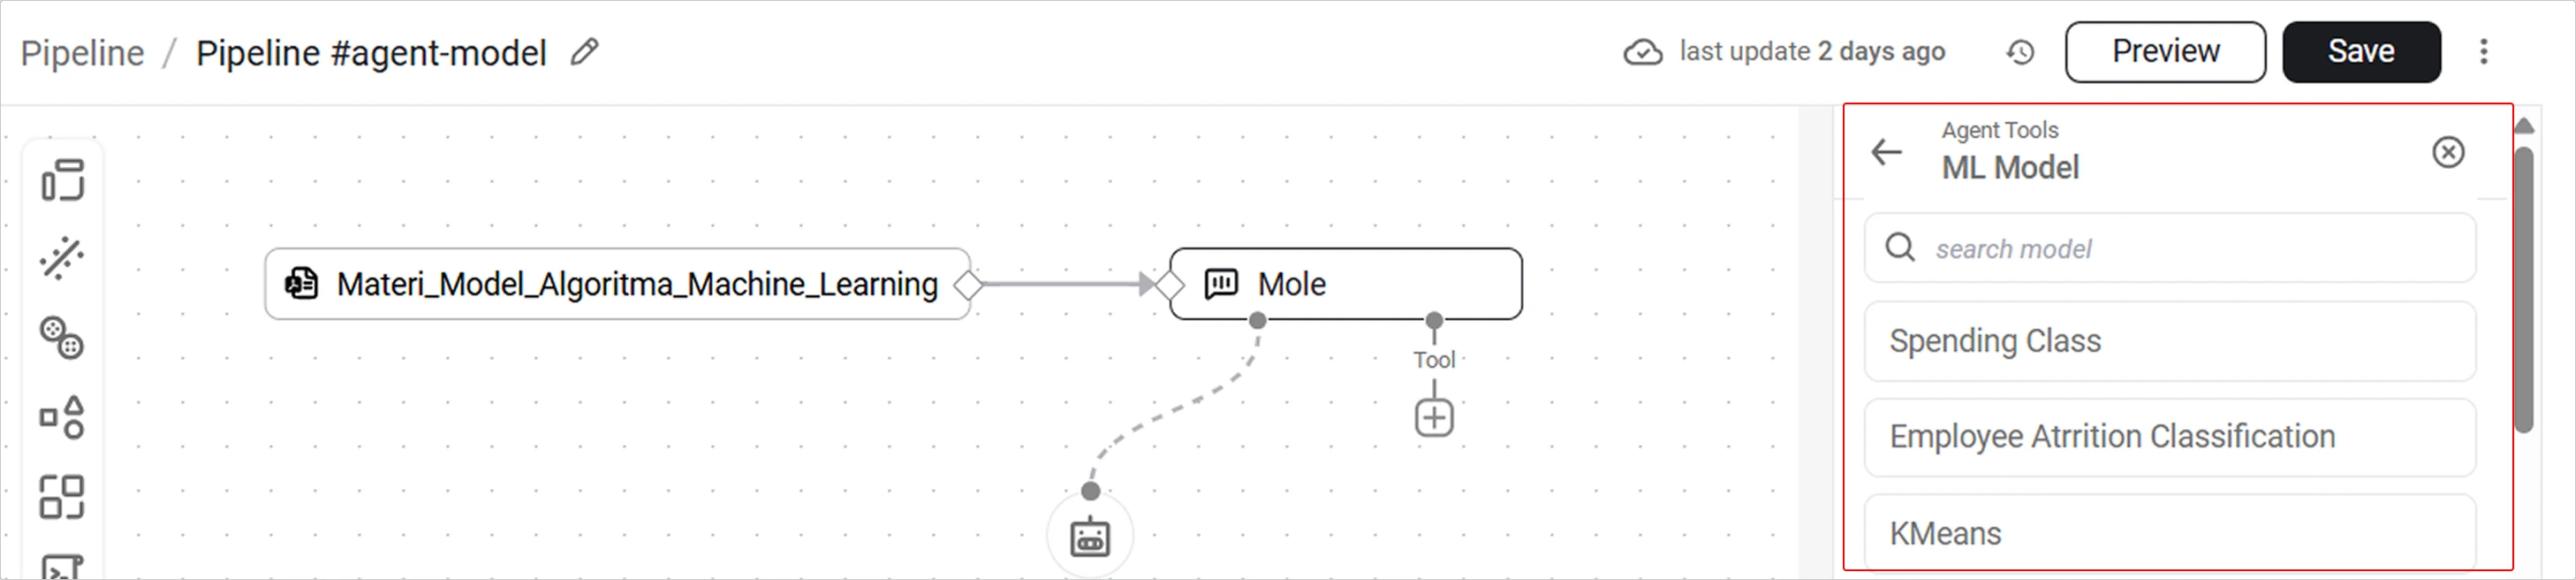 Pipeline / Pipeline #agent-model
last update 2 days ago
Preview
Save
Materi_Model_Algoritma_Machine_Learning
Mole
Tool
Agent Tools
ML Model
search model
Spending Class
Employee Atrrition Classification
KMeans